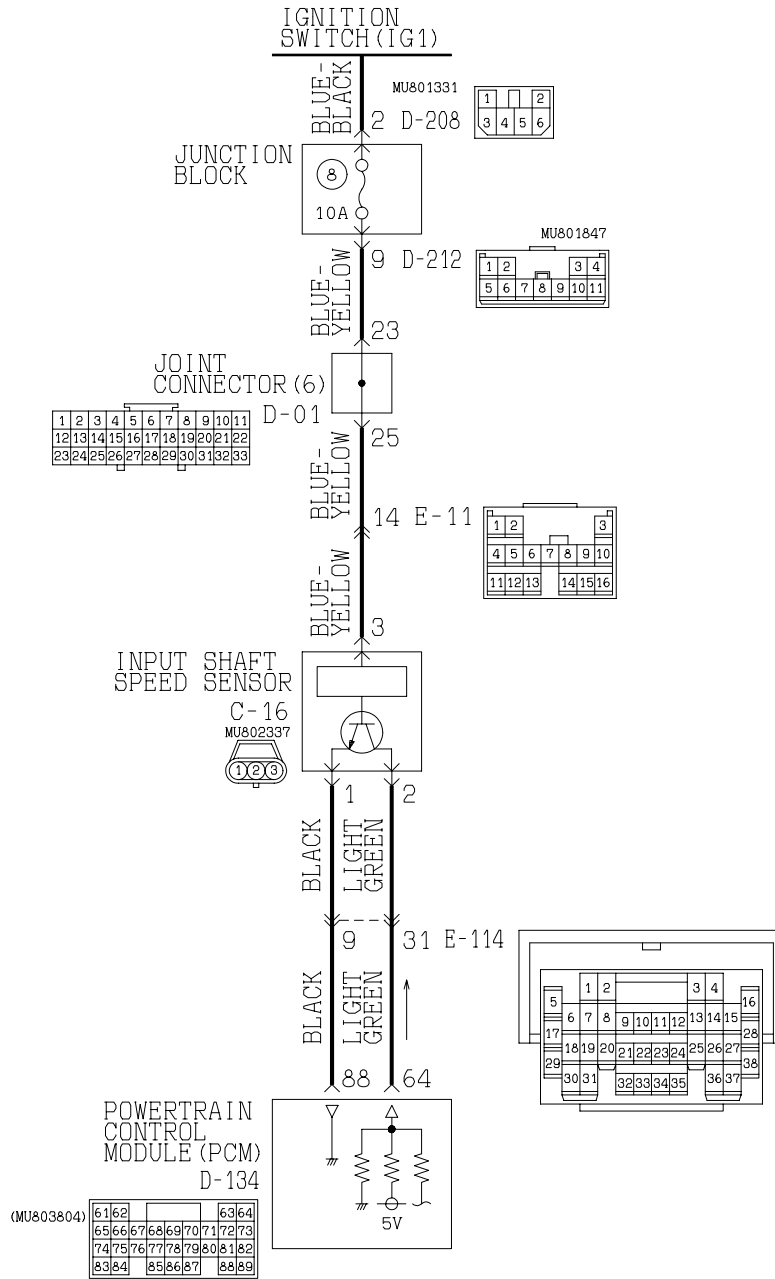 IGNITION
SWITCH(IG1)
BLUE-
BLACK
MU801331
2 D-208
1 2
3 4 5 6
JUNCTION
BLOCK
8
10A
MU801847
9 D-212
1 2 3 4
5 6 7 8 9 10 11
BLUE-
YELLOW
23
JOINT
CONNECTOR(6)
D-01
1 2 3 4 5 6 7 8 9 10 11
12 13 14 15 16 17 18 19 20 21 22
23 24 25 26 27 28 29 30 31 32 33
25
BLUE-
YELLOW
14 E-11
1 2 3
4 5 6 7 8 9 10
11 12 13 14 15 16
BLUE-
YELLOW
3
INPUT SHAFT
SPEED SENSOR
C-16
MU802337
1 2 3
1 2
BLACK
LIGHT
GREEN
9 31 E-114
BLACK
LIGHT
GREEN
1 2 3 4
5 16
6 7 8 9 10 11 12 13 14 15
17 28
18 19 20 21 22 23 24 25 26 27
29 38
30 31 32 33 34 35 36 37
88 64
POWERTRAIN
CONTROL
MODULE(PCM)
D-134
5V
(MU803804)
61 62 63 64
65 66 67 68 69 70 71 72 73
74 75 76 77 78 79 80 81 82
83 84 85 86 87 88 89